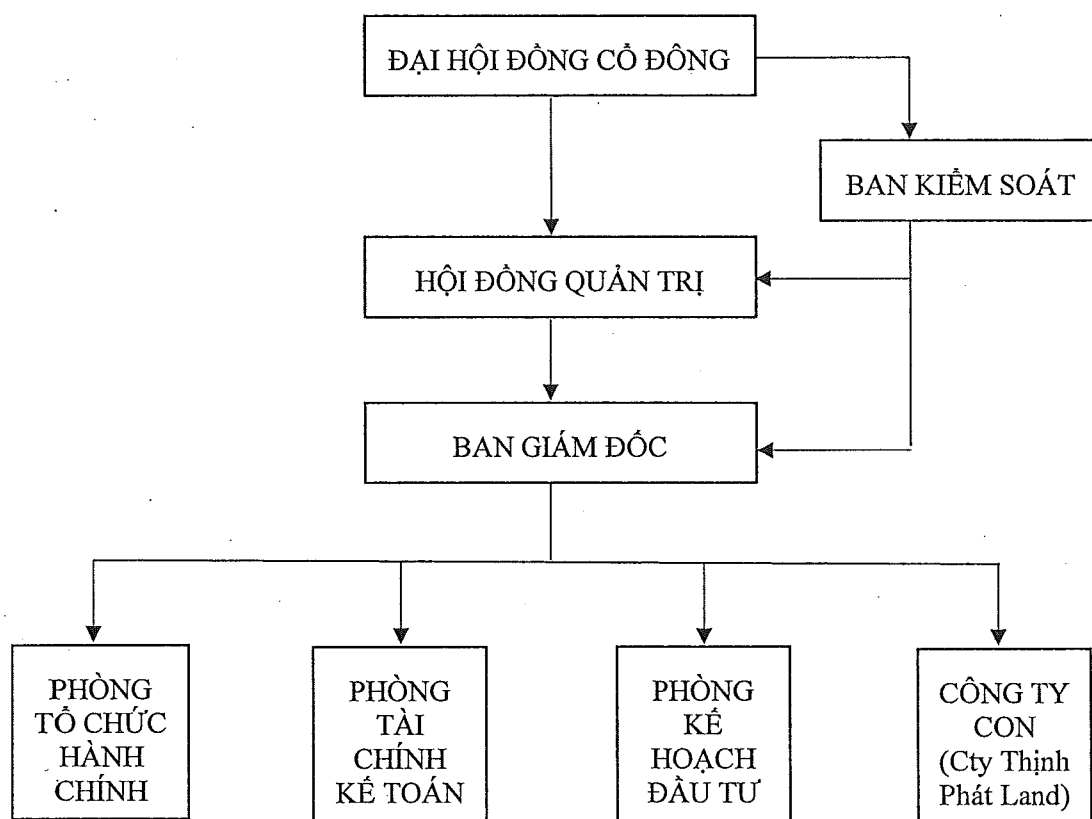 ĐẠI HỘI ĐỒNG CỔ ĐÔNG
BAN KIỂM SOÁT
HỘI ĐỒNG QUẢN TRỊ
BAN GIÁM ĐỐC
PHÒNG
TỔ CHỨC
HÀNH
CHÍNH
PHÒNG
TÀI
CHÍNH
KẾ TOÁN
PHÒNG
KẾ
HOẠCH
ĐẦU TƯ
CÔNG TY
CON
(Cty Thịnh
Phát Land)